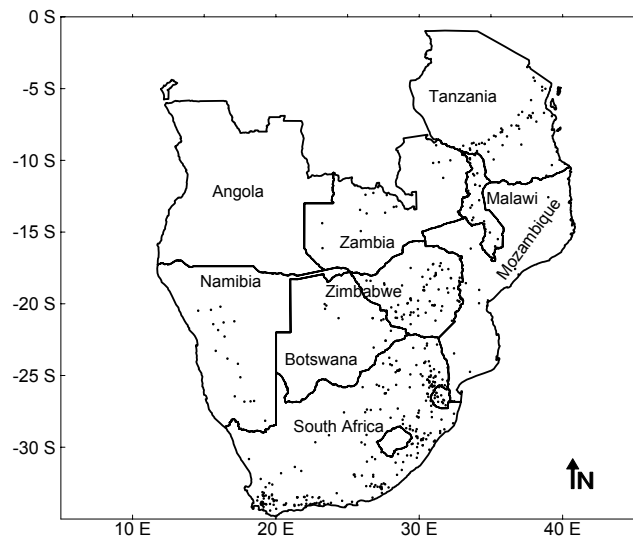 0 S
-5 S
-10 S
-15 S
-20 S
-25 S
-30 S
Tanzania
Angola
Malawi
Zambia
Mozambique
Namibia
Zimbabwe
Botswana
South Africa
N
10 E
20 E
30 E
40 E